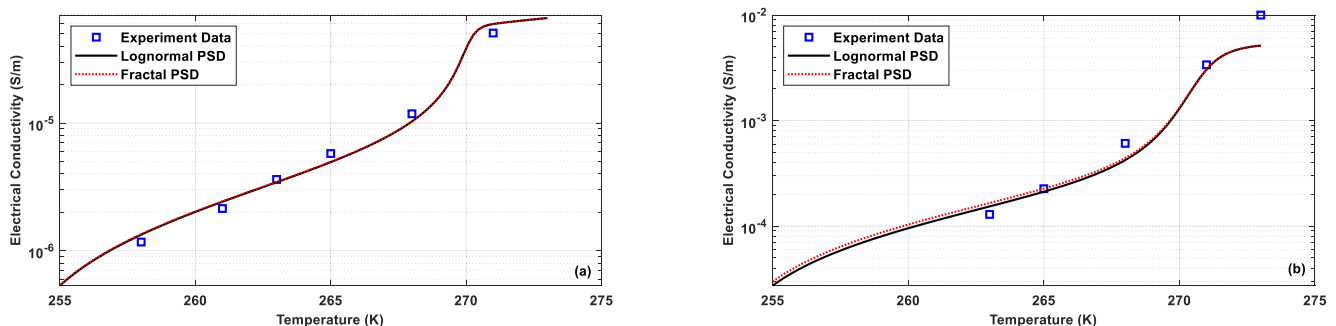 Electrical Conductivity (S/m)
10^-5
10^-6
Experiment Data
Lognormal PSD
Fractal PSD
(a)
255 260 265 270 275
Temperature (K)
Electrical Conductivity (S/m)
10^-2
10^-3
10^-4
Experiment Data
Lognormal PSD
Fractal PSD
(b)
255 260 265 270 275
Temperature (K)